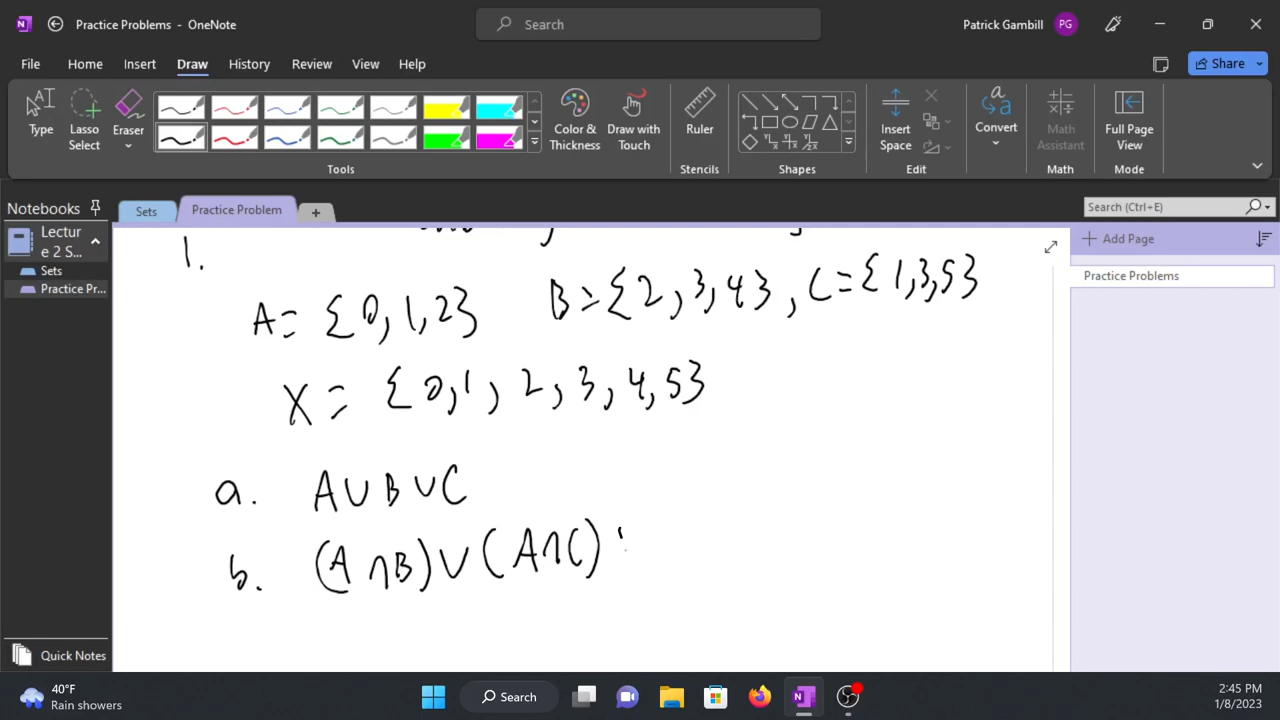 Practice Problems - OneNote
Search
Patrick Gambill
PG
File Home Insert Draw History Review View Help
Share
Type
Lasso Select
Eraser
Color & Thickness
Draw with Touch
Ruler
Insert Space
Convert
Math Assistant
Full Page View
Tools
Stencils
Shapes
Edit
Math
Mode
Notebooks
Sets
Practice Problem
Search (Ctrl+E)
Lectur
e 2 S...
Sets
Practice Pr...
Add Page
Practice Problems
1.
A = {0, 1, 2} B = {2, 3, 4}, C = {1, 3, 5}
X = {0, 1, 2, 3, 4, 5}
a. A ∪ B ∪ C
b. (A ∩ B) ∪ (A ∩ C)
Quick Notes
40°F
Rain showers
Search
2:45 PM
1/8/2023